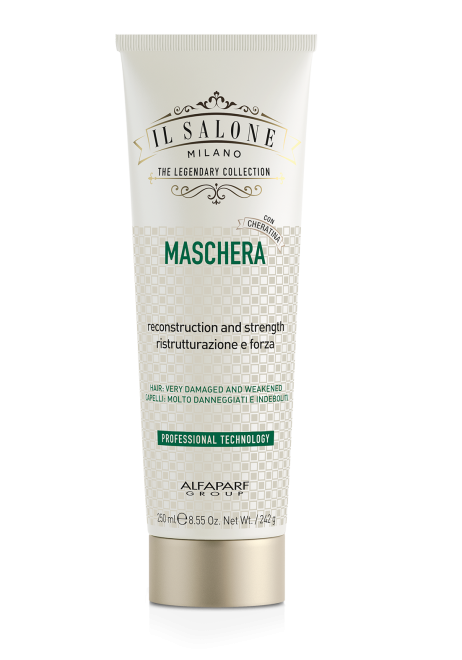 IL SALONE
MILANO
THE LEGENDARY COLLECTION
CON
CHERATINA
MASCHERA
reconstruction and strength
ristrutturazione e forza
HAIR: VERY DAMAGED AND WEAKENED
CAPELLI: MOLTO DANNEGGIATI E INDEBOLITI
PROFESSIONAL TECHNOLOGY
ALFAPARF
GROUP
250 ml ℮ 8.55 Oz. Net Wt. / 242 g